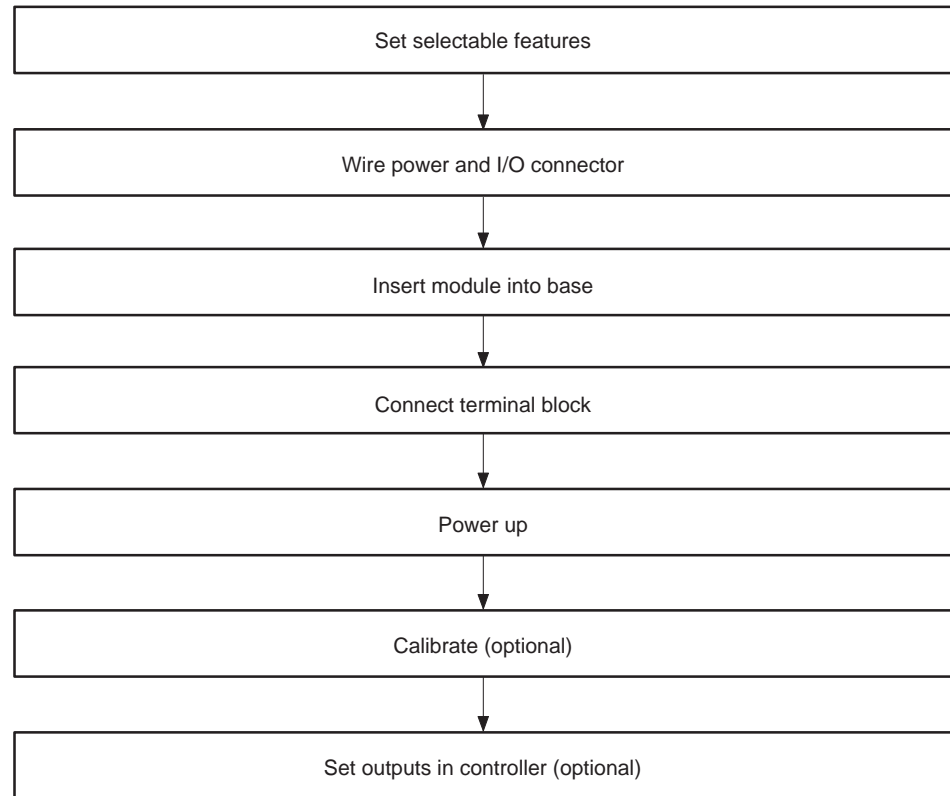 Set selectable features
Wire power and I/O connector
Insert module into base
Connect terminal block
Power up
Calibrate (optional)
Set outputs in controller (optional)